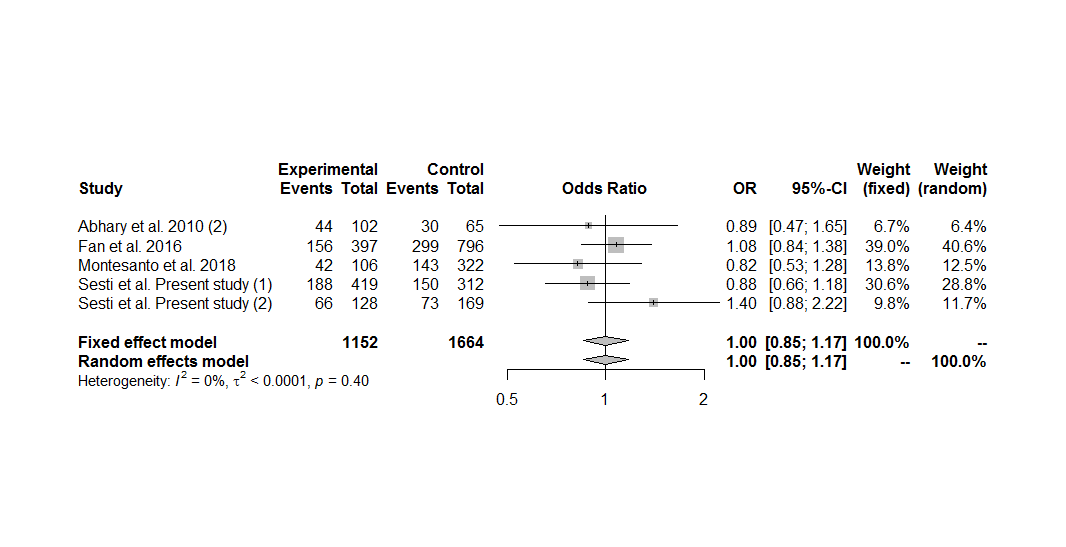 Experimental Control Weight Weight
Study Events Total Events Total Odds Ratio OR 95%-CI (fixed) (random)
Abhary et al. 2010 (2) 44 102 30 65 0.89 [0.47; 1.65] 6.7% 6.4%
Fan et al. 2016 156 397 299 796 1.08 [0.84; 1.38] 39.0% 40.6%
Montesanto et al. 2018 42 106 143 322 0.82 [0.53; 1.28] 13.8% 12.5%
Sesti et al. Present study (1) 188 419 150 312 0.88 [0.66; 1.18] 30.6% 28.8%
Sesti et al. Present study (2) 66 128 73 169 1.40 [0.88; 2.22] 9.8% 11.7%
Fixed effect model 1152 1664 1.00 [0.85; 1.17] 100.0% --
Random effects model 1.00 [0.85; 1.17] -- 100.0%
Heterogeneity: I² = 0%, τ² < 0.0001, p = 0.40
0.5 1 2